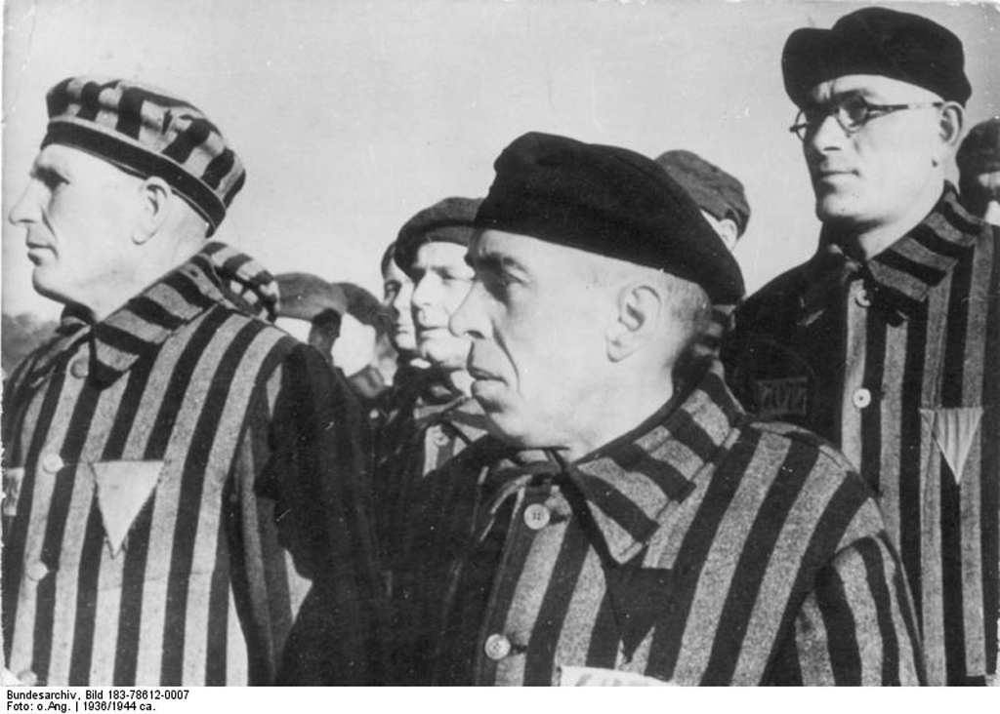 Bundesarchiv, Bild 183-78612-0007
Foto: o.Ang. | 1936/1944 ca.